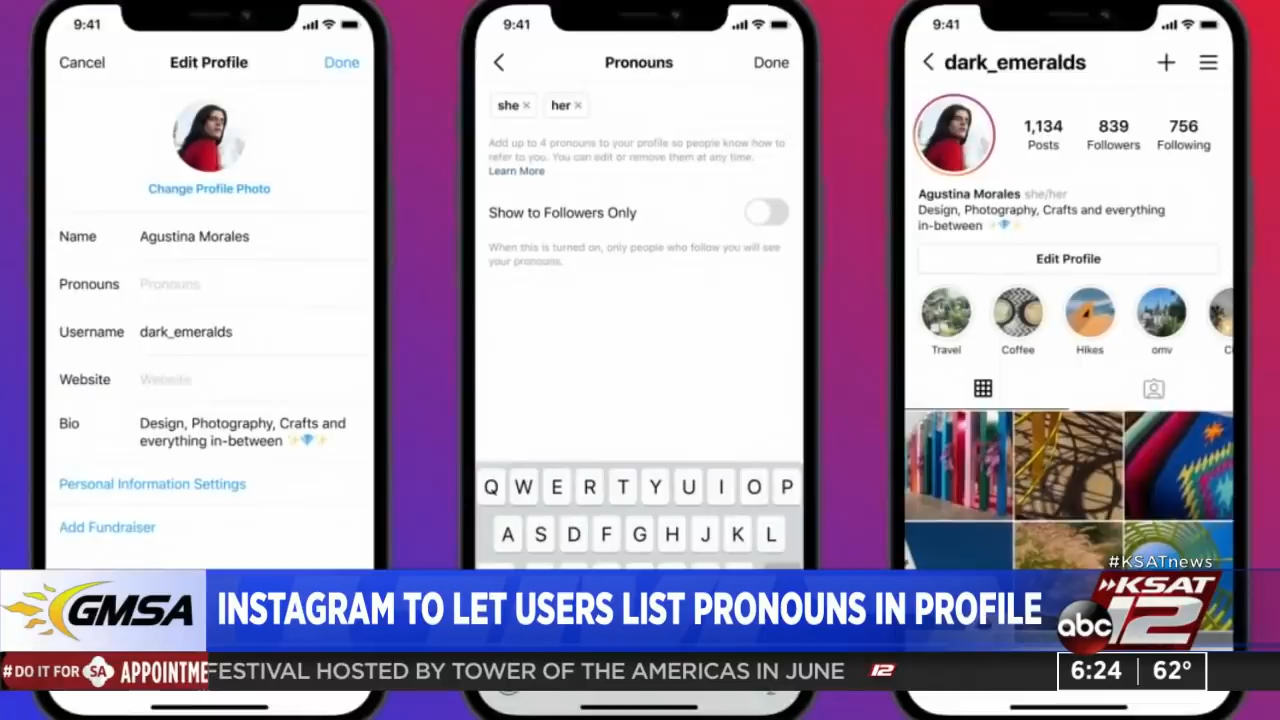 9:41
Cancel
Edit Profile
Done
Change Profile Photo
Name
Agustina Morales
Pronouns
Pronouns
Username
dark_emeralds
Website
Website
Bio
Design, Photography, Crafts and
everything in-between ✨💎✨
Personal Information Settings
Add Fundraiser
9:41
Pronouns
Done
she ×
her ×
Add up to 4 pronouns to your profile so people know how to
refer to you. You can edit or remove them at any time.
Learn More
Show to Followers Only
When this is turned on, only people who follow you will see
your pronouns.
Q W E R T Y U I O P
A S D F G H J K L
9:41
dark_emeralds
1,134
Posts
839
Followers
756
Following
Agustina Morales she/her
Design, Photography, Crafts and everything
in-between ✨💎✨
Edit Profile
Travel
Coffee
Hikes
omv
#KSATnews
GMSA
INSTAGRAM TO LET USERS LIST PRONOUNS IN PROFILE
KSAT
abc
12
#DO IT FOR SA APPOINTME
FESTIVAL HOSTED BY TOWER OF THE AMERICAS IN JUNE
12
6:24
62°